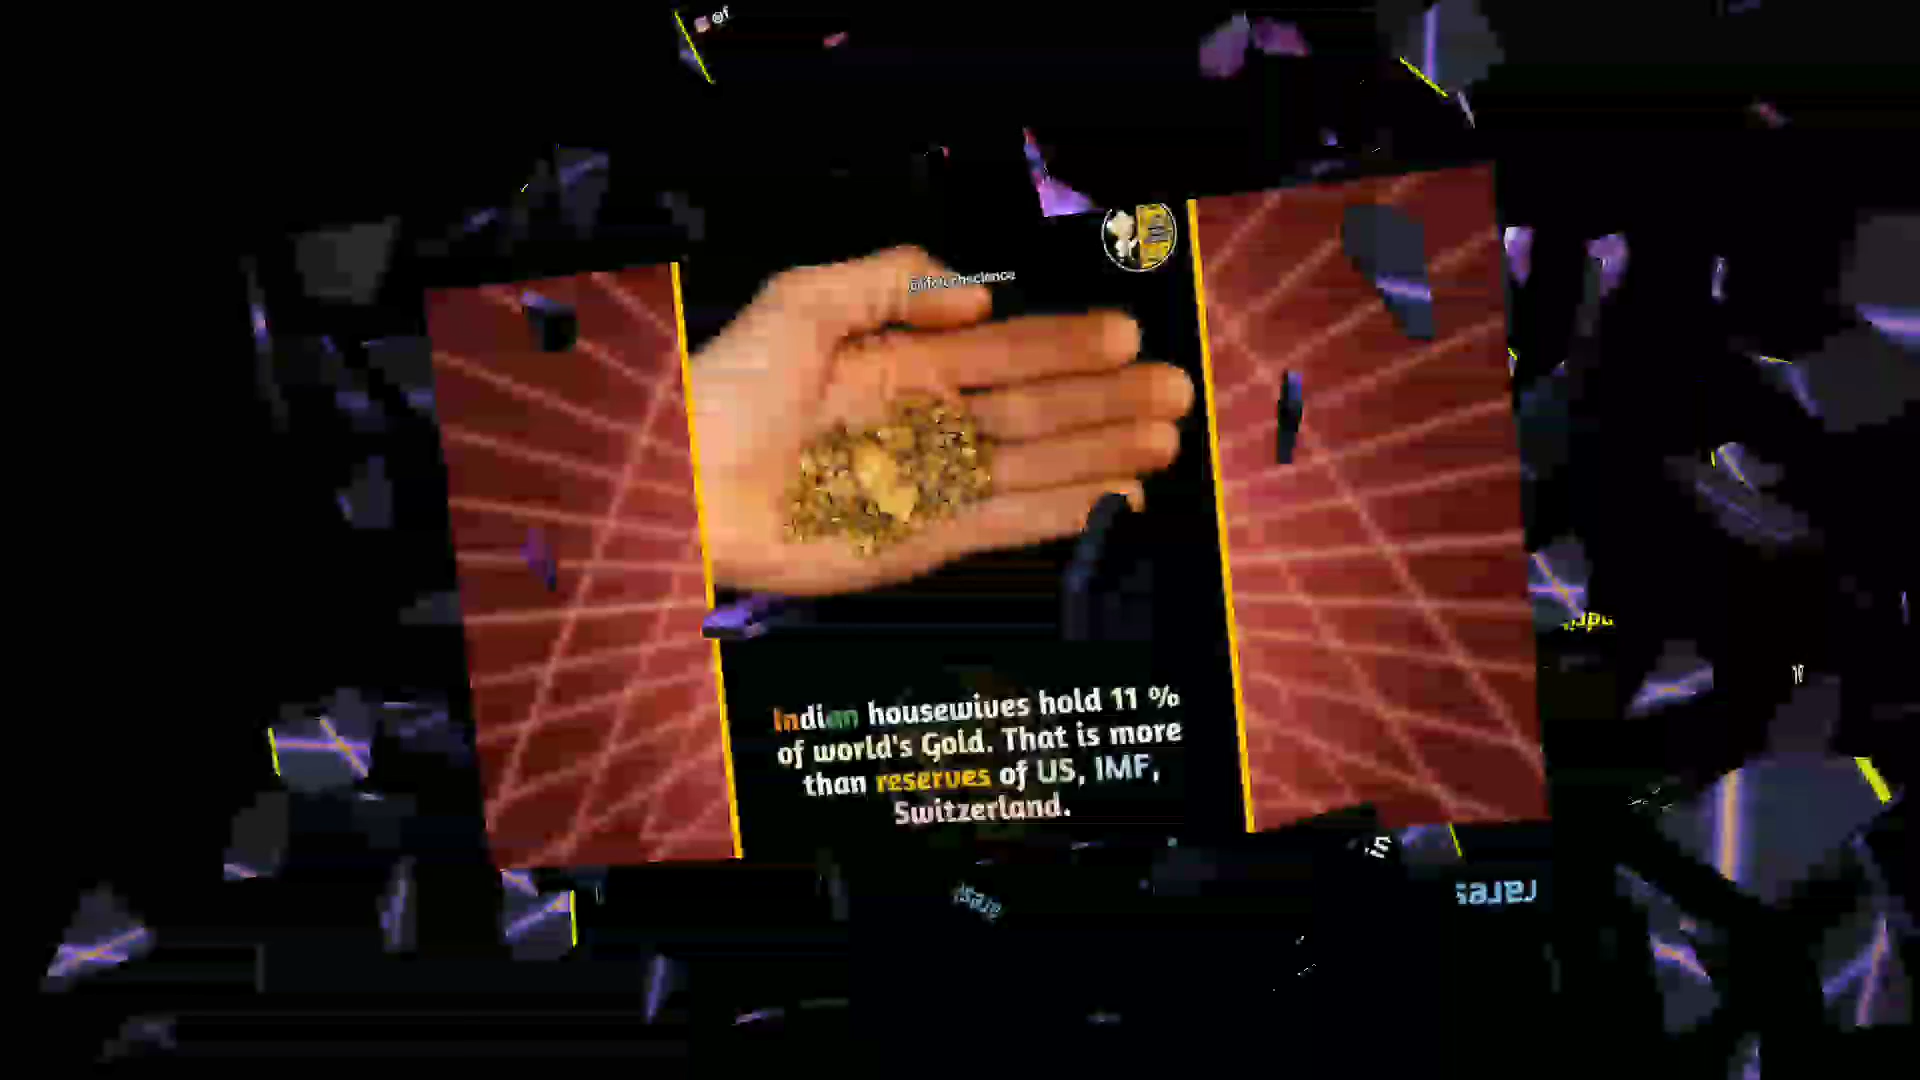 Indian housewives hold 11 %
of world's Gold. That is more
than reserves of US, IMF,
Switzerland.